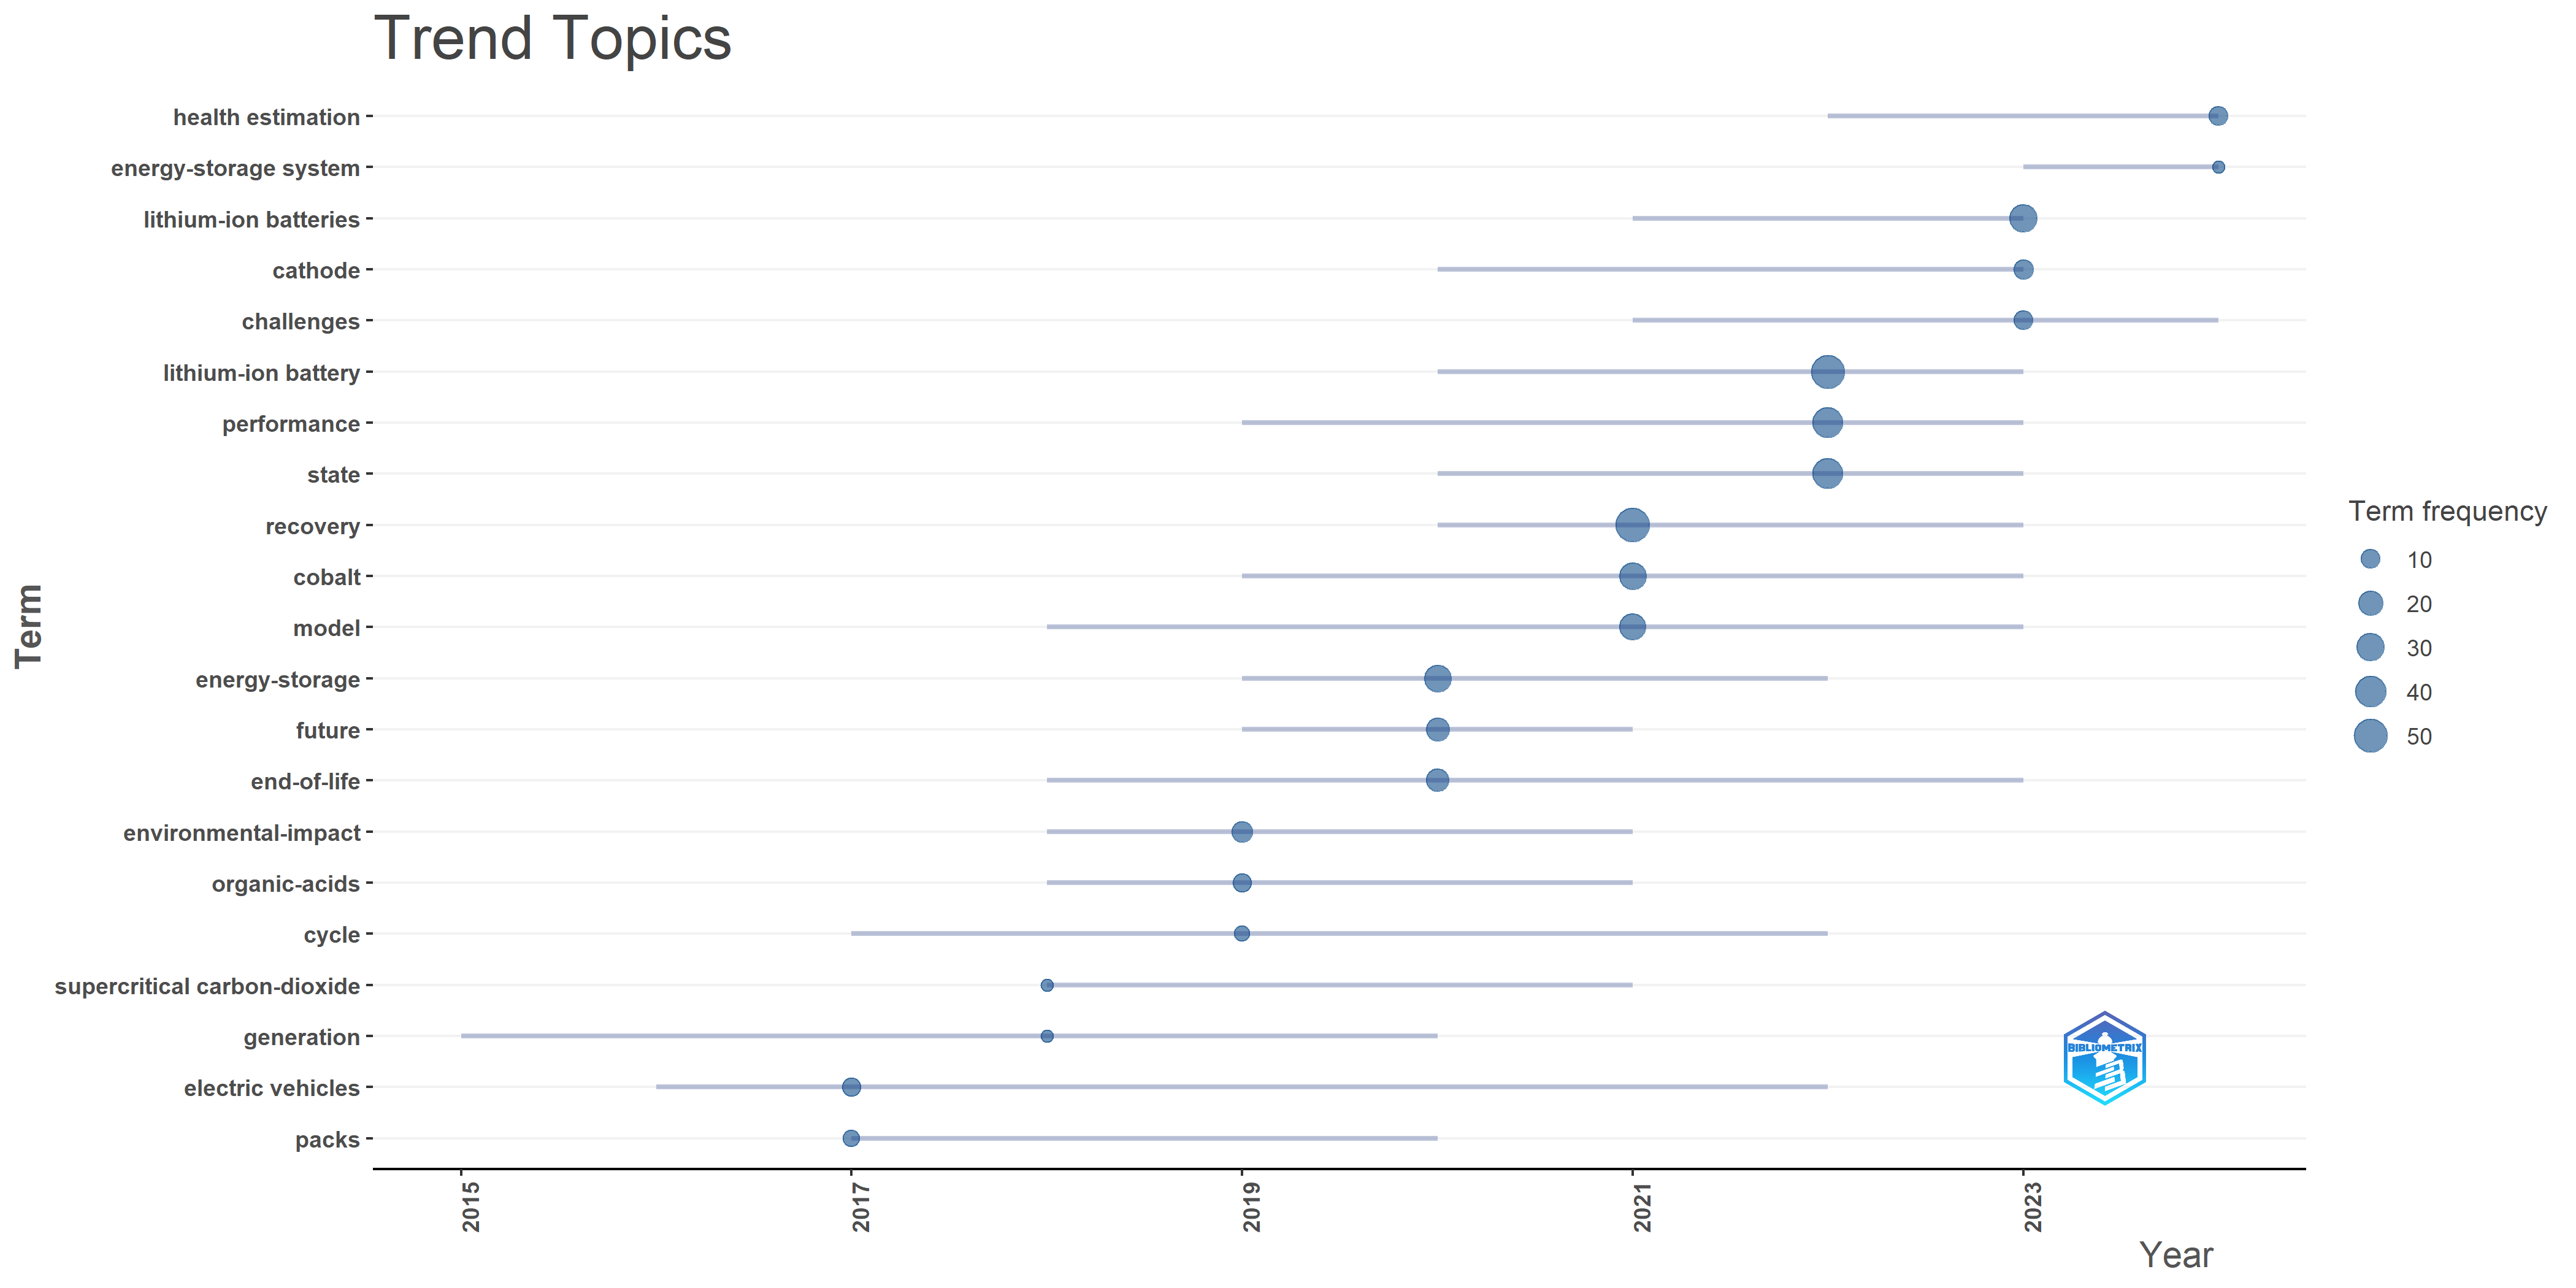 Trend Topics
health estimation
energy-storage system
lithium-ion batteries
cathode
challenges
lithium-ion battery
performance
state
recovery
cobalt
model
energy-storage
future
end-of-life
environmental-impact
organic-acids
cycle
supercritical carbon-dioxide
generation
electric vehicles
packs
Term
2015
2017
2019
2021
2023
Year
Term frequency
10
20
30
40
50
BIBLIOMETRIX